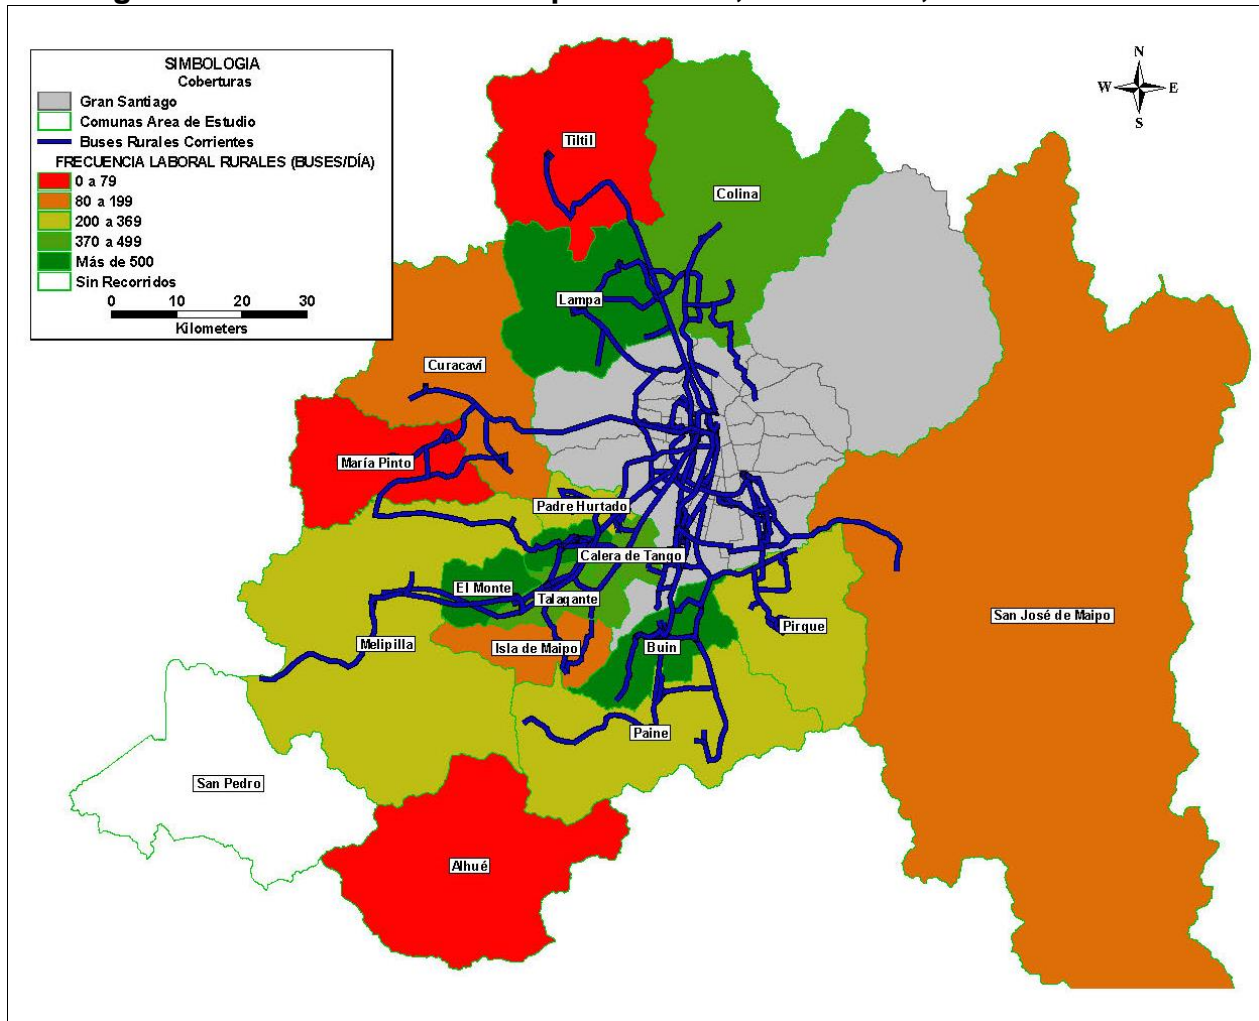 SIMBOLOGIA
Coberturas
Gran Santiago
Comunas Area de Estudio
Buses Rurales Corrientes
FRECUENCIA LABORAL RURALES (BUSES/DÍA)
0 a 79
80 a 199
200 a 369
370 a 499
Más de 500
Sin Recorridos
0 10 20 30
Kilometers
N
W E
S
Tiltil
Colina
Lampa
Curacaví
María Pinto
Padre Hurtado
Calera de Tango
El Monte
Talagante
San José de Maipo
Pirque
Melipilla
Isla de Maipo
Buin
Paine
San Pedro
Alhué